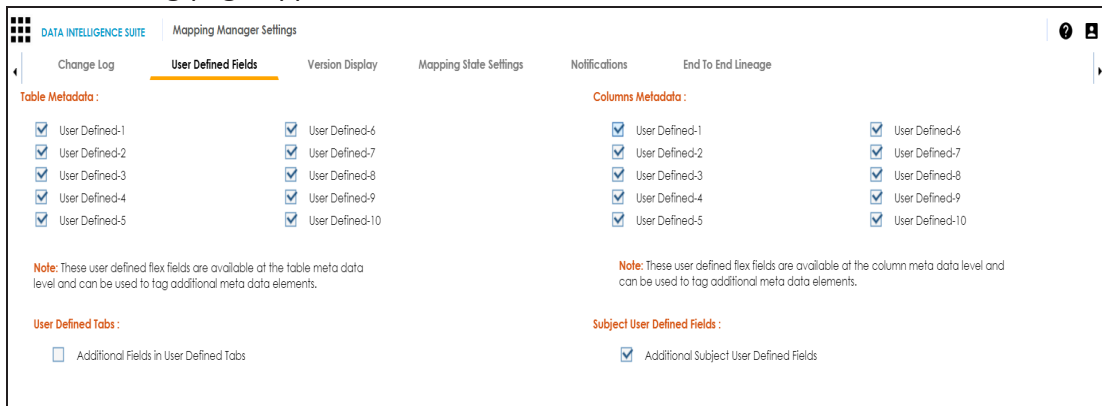 DATA INTELLIGENCE SUITE Mapping Manager Settings
Change Log User Defined Fields Version Display Mapping State Settings Notifications End To End Lineage
Table Metadata : Columns Metadata :
User Defined-1 User Defined-6 User Defined-1 User Defined-6
User Defined-2 User Defined-7 User Defined-2 User Defined-7
User Defined-3 User Defined-8 User Defined-3 User Defined-8
User Defined-4 User Defined-9 User Defined-4 User Defined-9
User Defined-5 User Defined-10 User Defined-5 User Defined-10
Note: These user defined flex fields are available at the table meta data
level and can be used to tag additional meta data elements.
Note: These user defined flex fields are available at the column meta data level and
can be used to tag additional meta data elements.
User Defined Tabs : Subject User Defined Fields :
Additional Fields in User Defined Tabs Additional Subject User Defined Fields